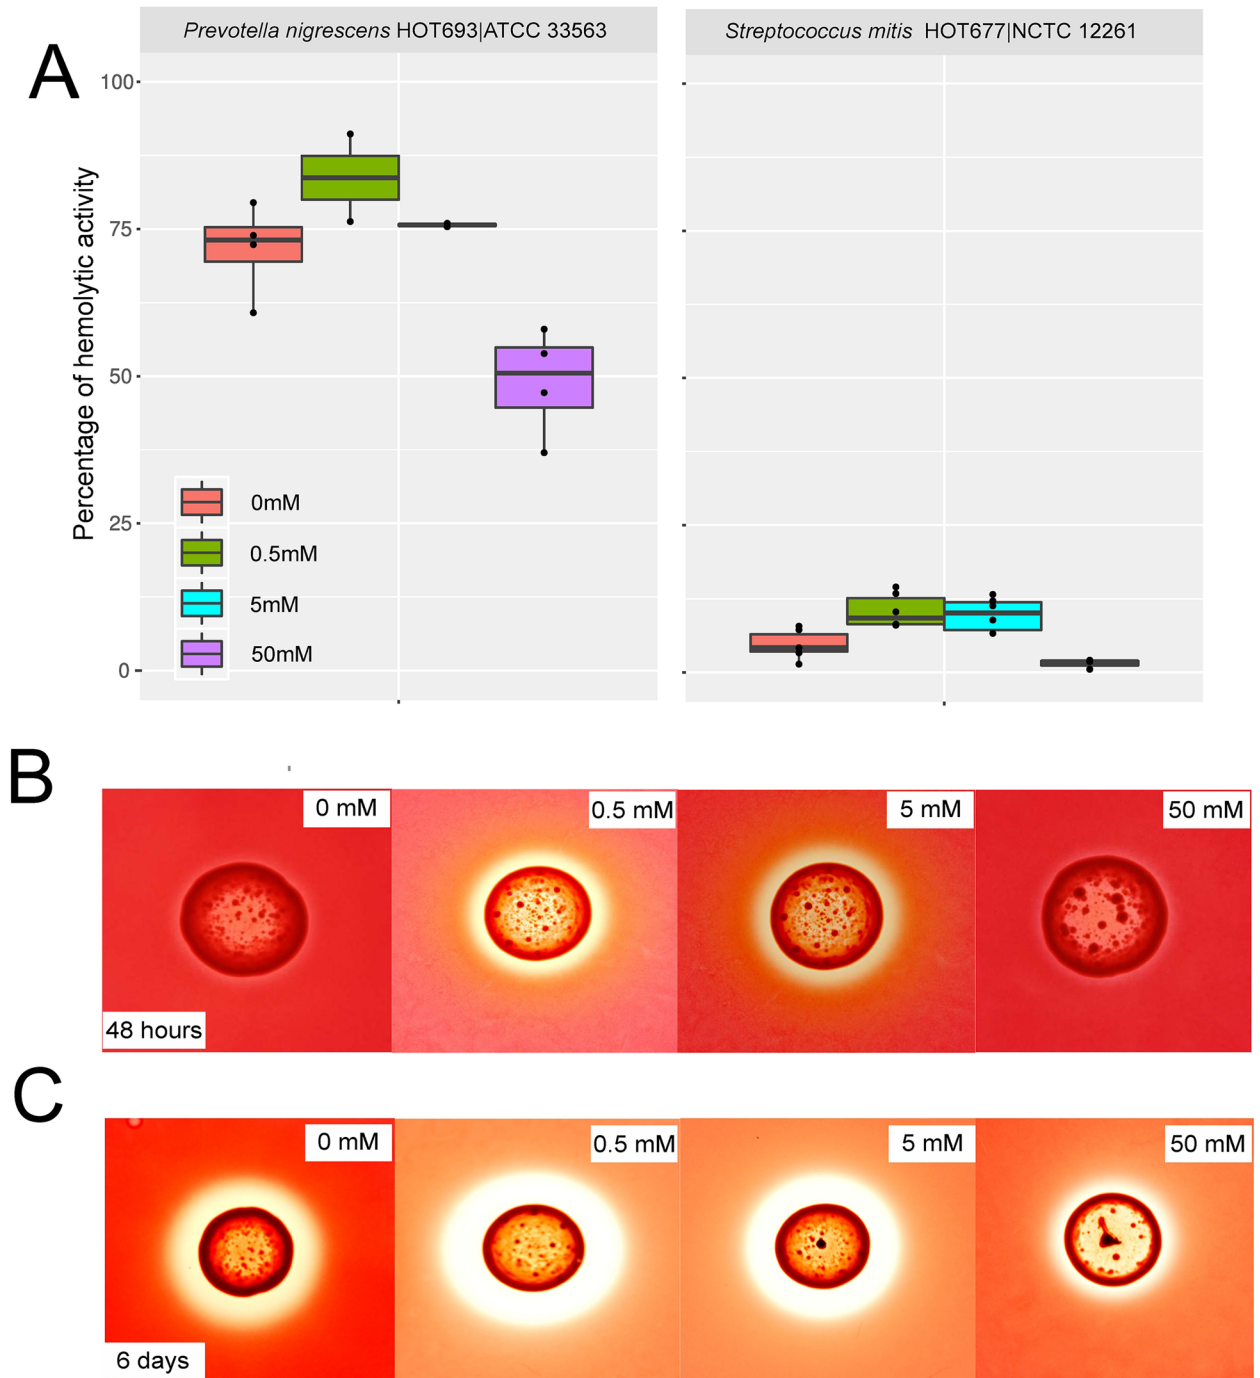 A
Prevotella nigrescens HOT693|ATCC 33563
Streptococcus mitis HOT677|NCTC 12261
Percentage of hemolytic activity
100
75
50
25
0
0mM
0.5mM
5mM
50mM
B
0 mM
0.5 mM
5 mM
50 mM
48 hours
C
0 mM
0.5 mM
5 mM
50 mM
6 days